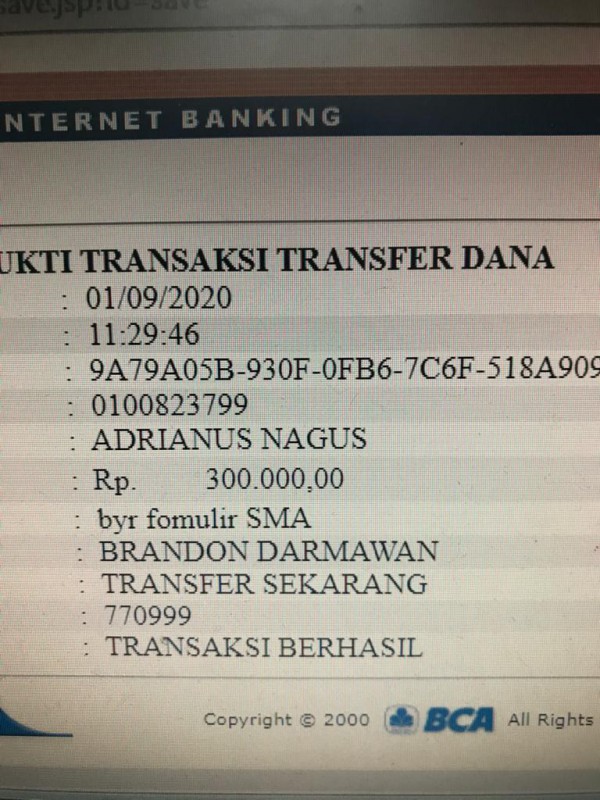 save.jsp?id=save
NTERNET BANKING
UKTI TRANSAKSI TRANSFER DANA
: 01/09/2020
: 11:29:46
: 9A79A05B-930F-0FB6-7C6F-518A909
: 0100823799
: ADRIANUS NAGUS
: Rp. 300.000,00
: byr fomulir SMA
: BRANDON DARMAWAN
: TRANSFER SEKARANG
: 770999
: TRANSAKSI BERHASIL
Copyright © 2000 BCA All Rights